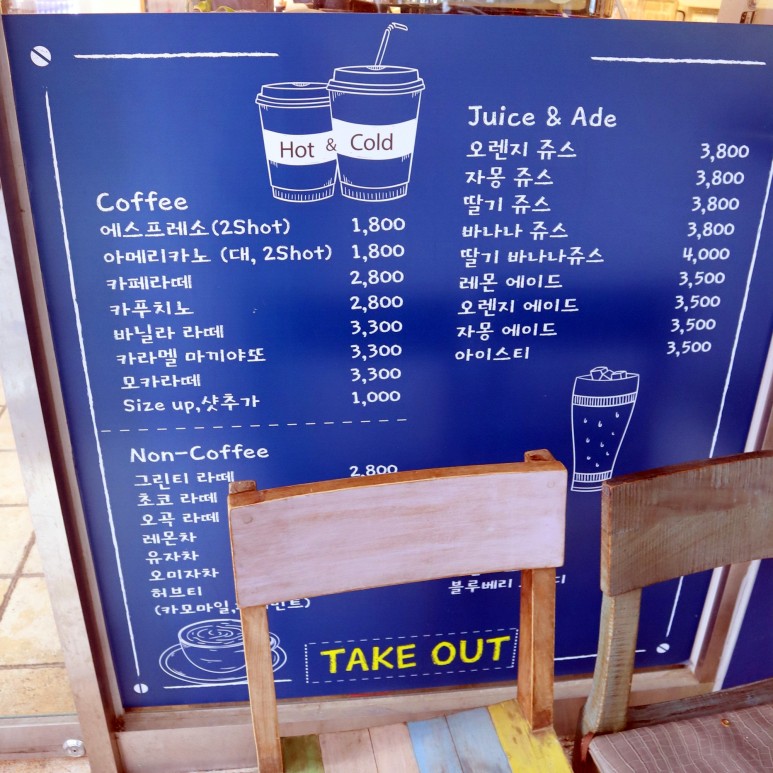 Hot & Cold
Coffee
에스프레소(2Shot) 1,800
아메리카노 (대, 2Shot) 1,800
카페라떼 2,800
카푸치노 2,800
바닐라 라떼 3,300
카라멜 마끼야또 3,300
모카라떼 3,300
Size up,샷추가 1,000
Non-Coffee
그린티 라떼 2,800
초코 라떼
오곡 라떼
레몬차
유자차
오미자차
허브티
(카모마일,
Juice & Ade
오렌지 쥬스 3,800
자몽 쥬스 3,800
딸기 쥬스 3,800
바나나 쥬스 3,800
딸기 바나나쥬스 4,000
레몬 에이드 3,500
오렌지 에이드 3,500
자몽 에이드 3,500
아이스티 3,500
블루베리
TAKE OUT